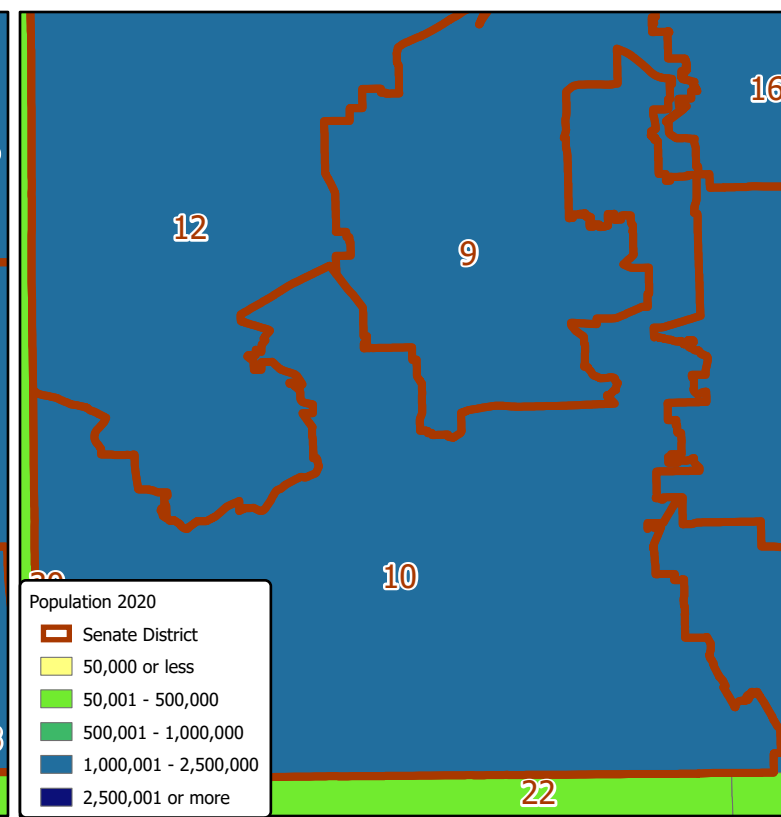 16
12
9
10
Population 2020
Senate District
50,000 or less
50,001 - 500,000
500,001 - 1,000,000
1,000,001 - 2,500,000
2,500,001 or more
22